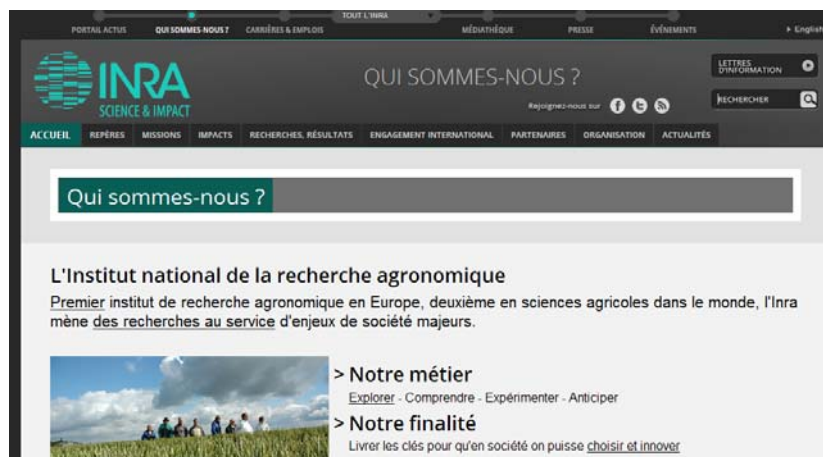 TOUT L'INRA
PORTAIL ACTUS QUI SOMMES-NOUS ? CARRIÈRES & EMPLOIS MÉDIATHÈQUE PRESSE ÉVÉNEMENTS English
INRA
SCIENCE & IMPACT
QUI SOMMES-NOUS ?
LETTRES
D'INFORMATION
Rejoignez-nous sur
RECHERCHER
ACCUEIL REPÈRES MISSIONS IMPACTS RECHERCHES, RÉSULTATS ENGAGEMENT INTERNATIONAL PARTENAIRES ORGANISATION ACTUALITÉS
Qui sommes-nous ?
L'Institut national de la recherche agronomique
Premier institut de recherche agronomique en Europe, deuxième en sciences agricoles dans le monde, l'Inra
mène des recherches au service d'enjeux de société majeurs.
> Notre métier
Explorer - Comprendre - Expérimenter - Anticiper
> Notre finalité
Livrer les clés pour qu'en société on puisse choisir et innover